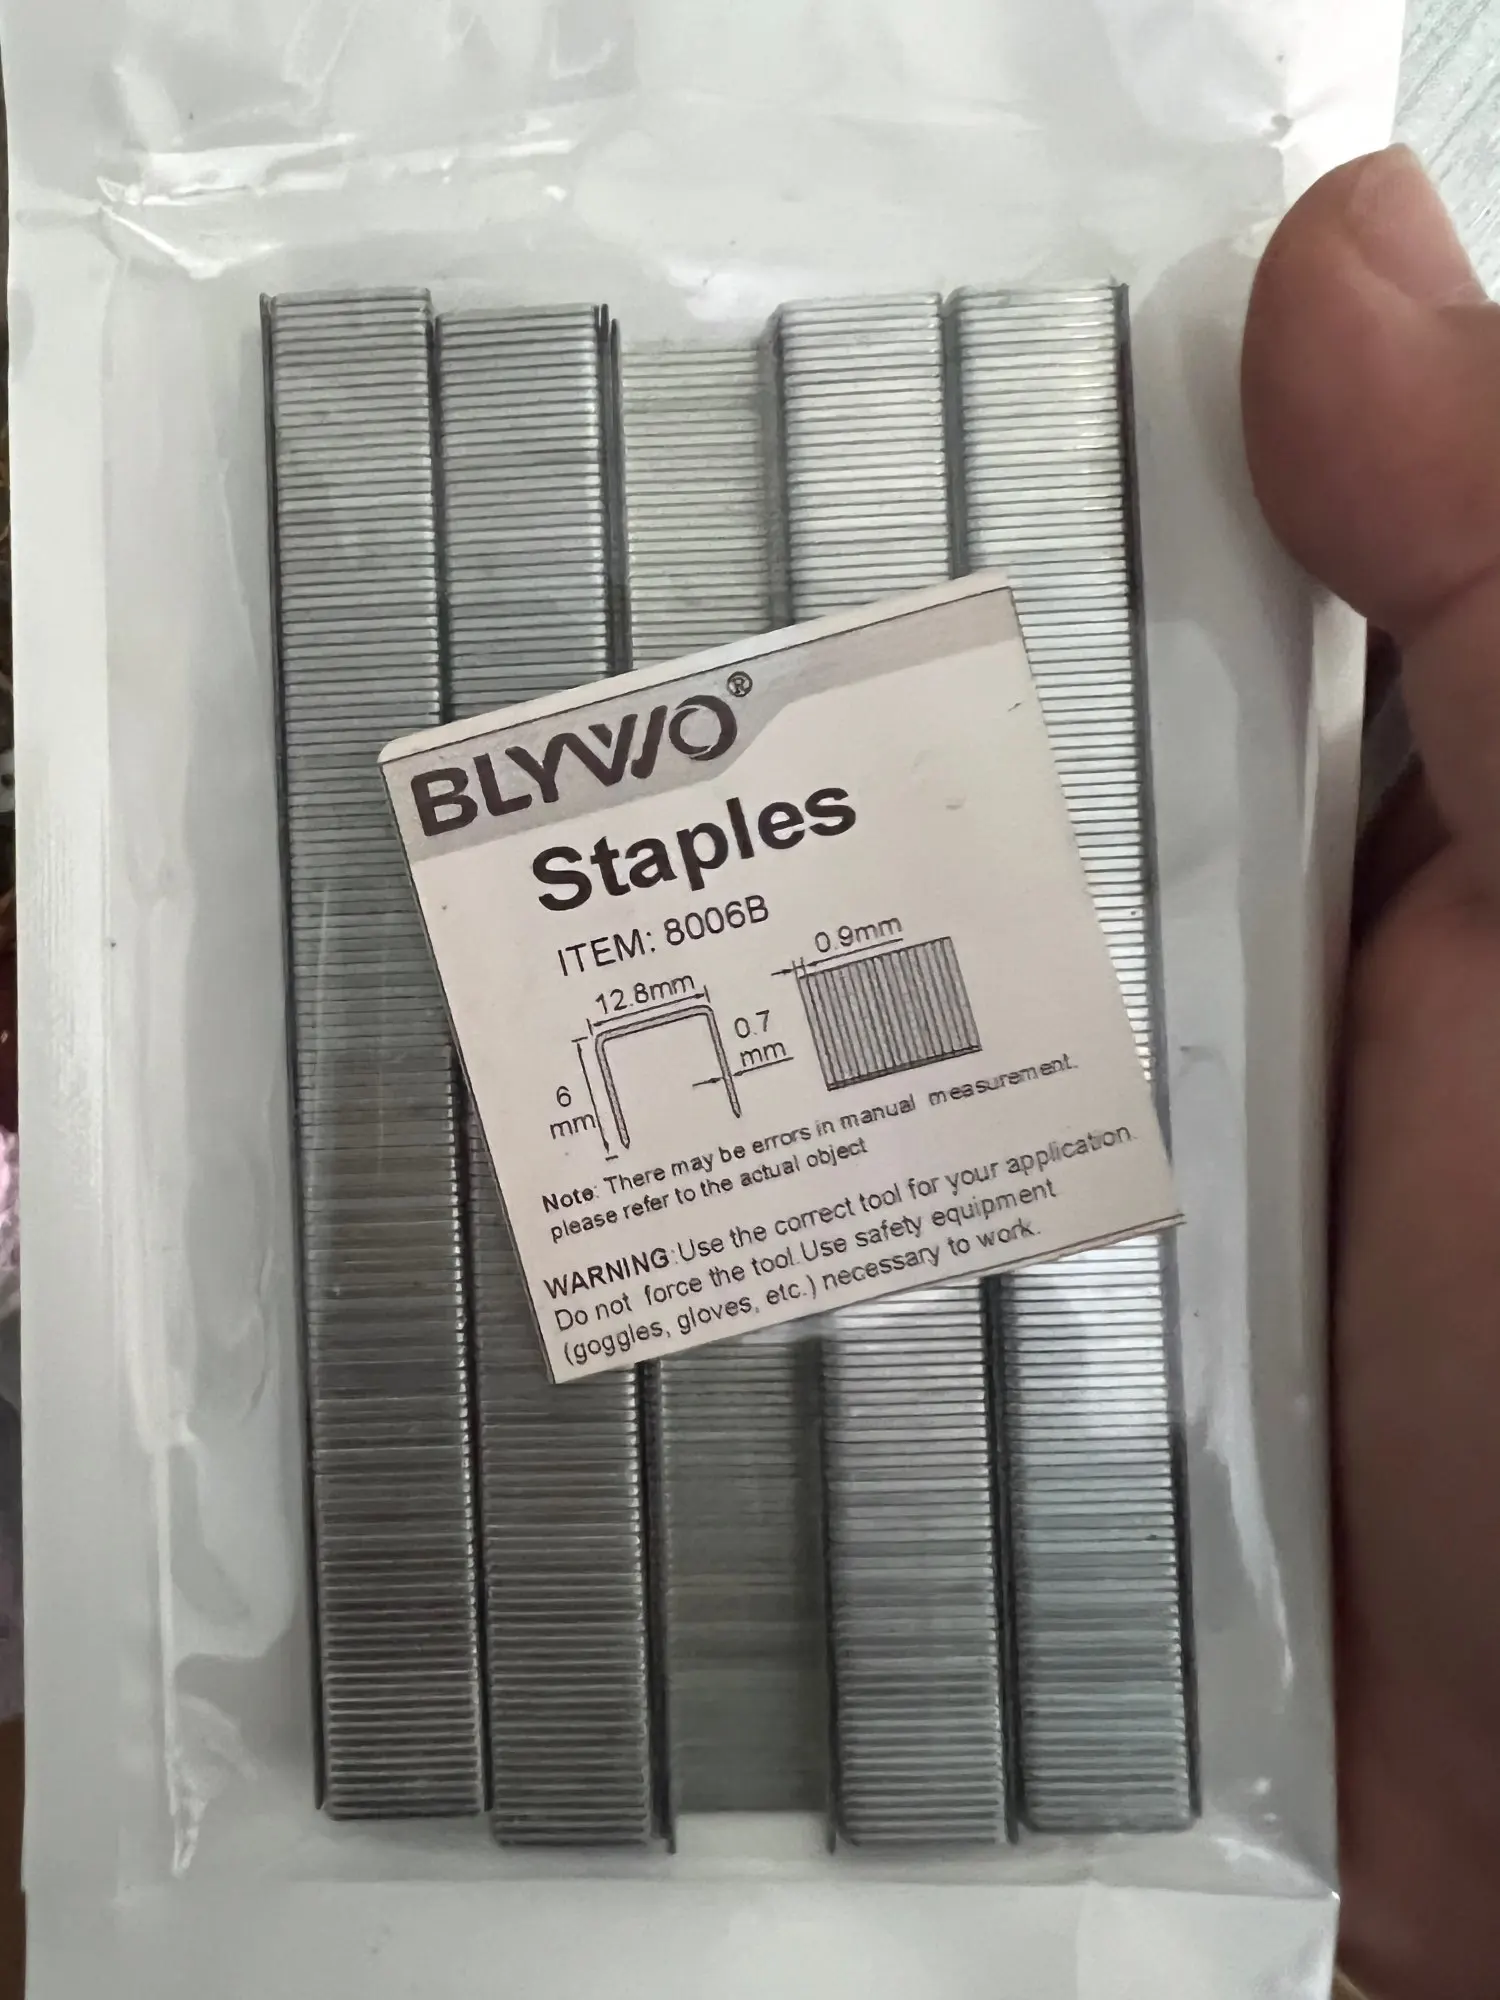 BLYWO®
Staples
ITEM: 8006B
12.8mm
0.9mm
0.7
mm
6
mm
Note: There may be errors in manual measurement.
please refer to the actual object
WARNING:Use the correct tool for your application.
Do not force the tool.Use safety equipment
(goggles, gloves, etc.) necessary to work.